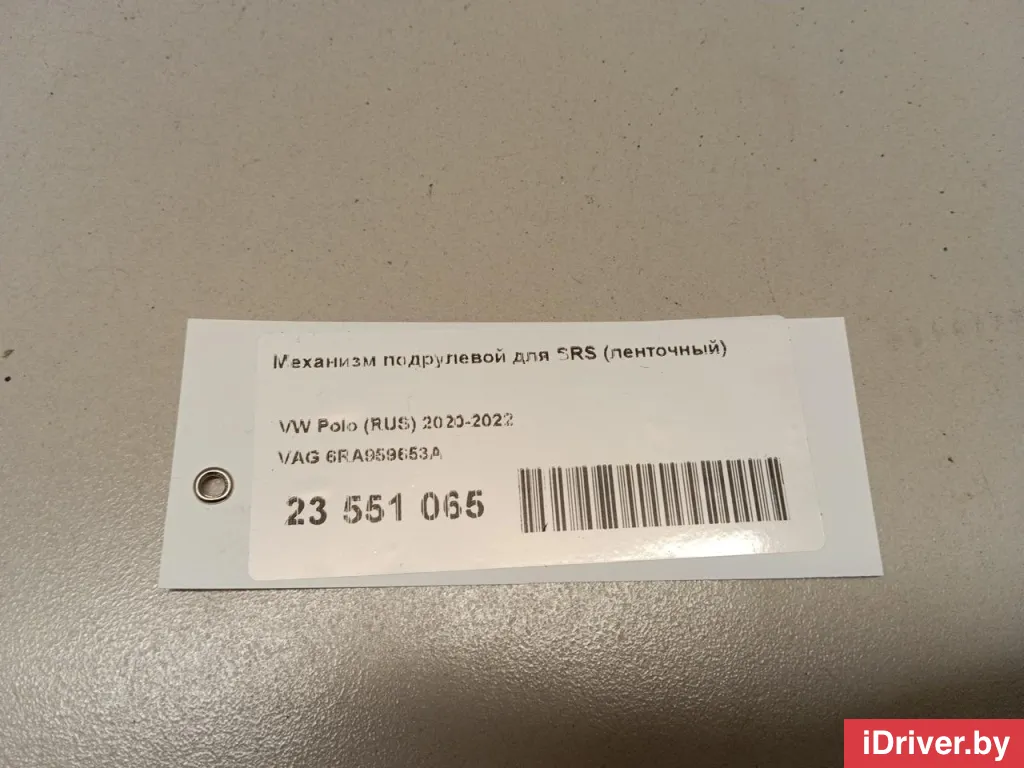 Механизм подрулевой для SRS (ленточный)
VW Polo (RUS) 2020-2022
VAG 6RA959653A
23 551 065
iDriver.by